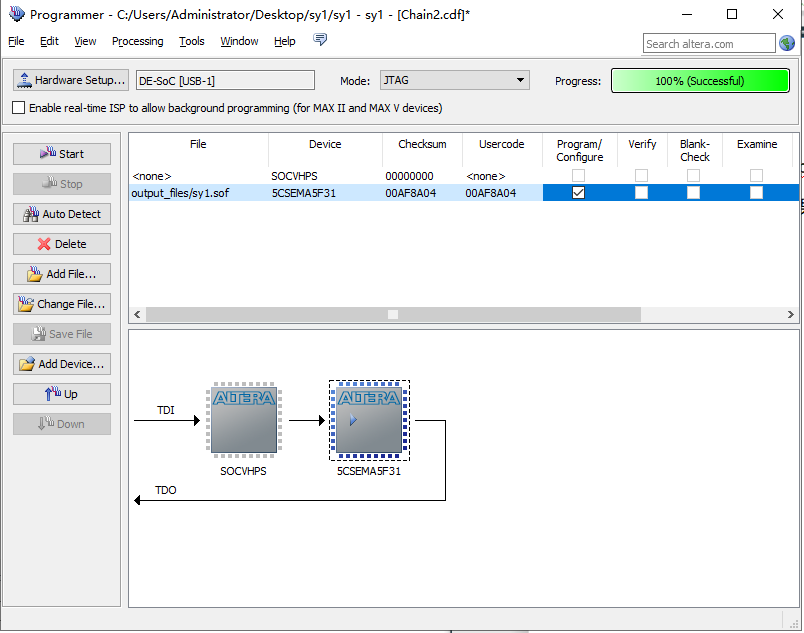 Programmer - C:/Users/Administrator/Desktop/sy1/sy1 - sy1 - [Chain2.cdf]*
File Edit View Processing Tools Window Help
Search altera.com
Hardware Setup... DE-SoC [USB-1] Mode: JTAG Progress: 100% (Successful)
Enable real-time ISP to allow background programming (for MAX II and MAX V devices)
Start
Stop
Auto Detect
Delete
Add File...
Change File...
Save File
Add Device...
Up
Down
File Device Checksum Usercode Program/ Verify Blank- Examine
Configure Check
<none> SOCVHPS 00000000 <none>
output_files/sy1.sof 5CSEMA5F31 00AF8A04 00AF8A04
TDI
ALTERA ALTERA
SOCVHPS 5CSEMA5F31
TDO